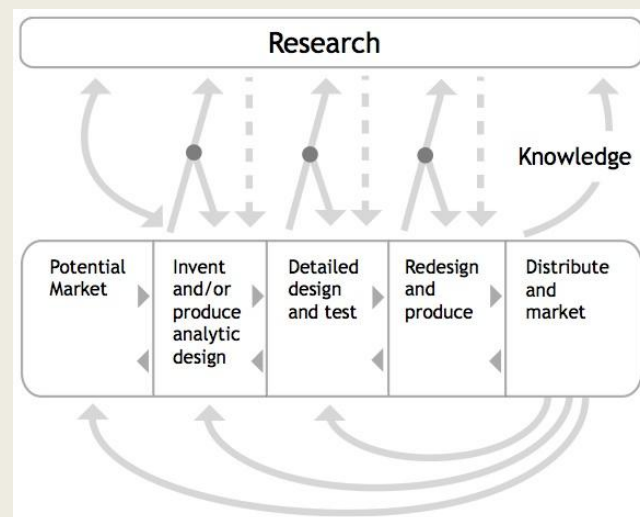 Research
Knowledge
Potential
Market
Invent
and/or
produce
analytic
design
Detailed
design
and test
Redesign
and
produce
Distribute
and
market